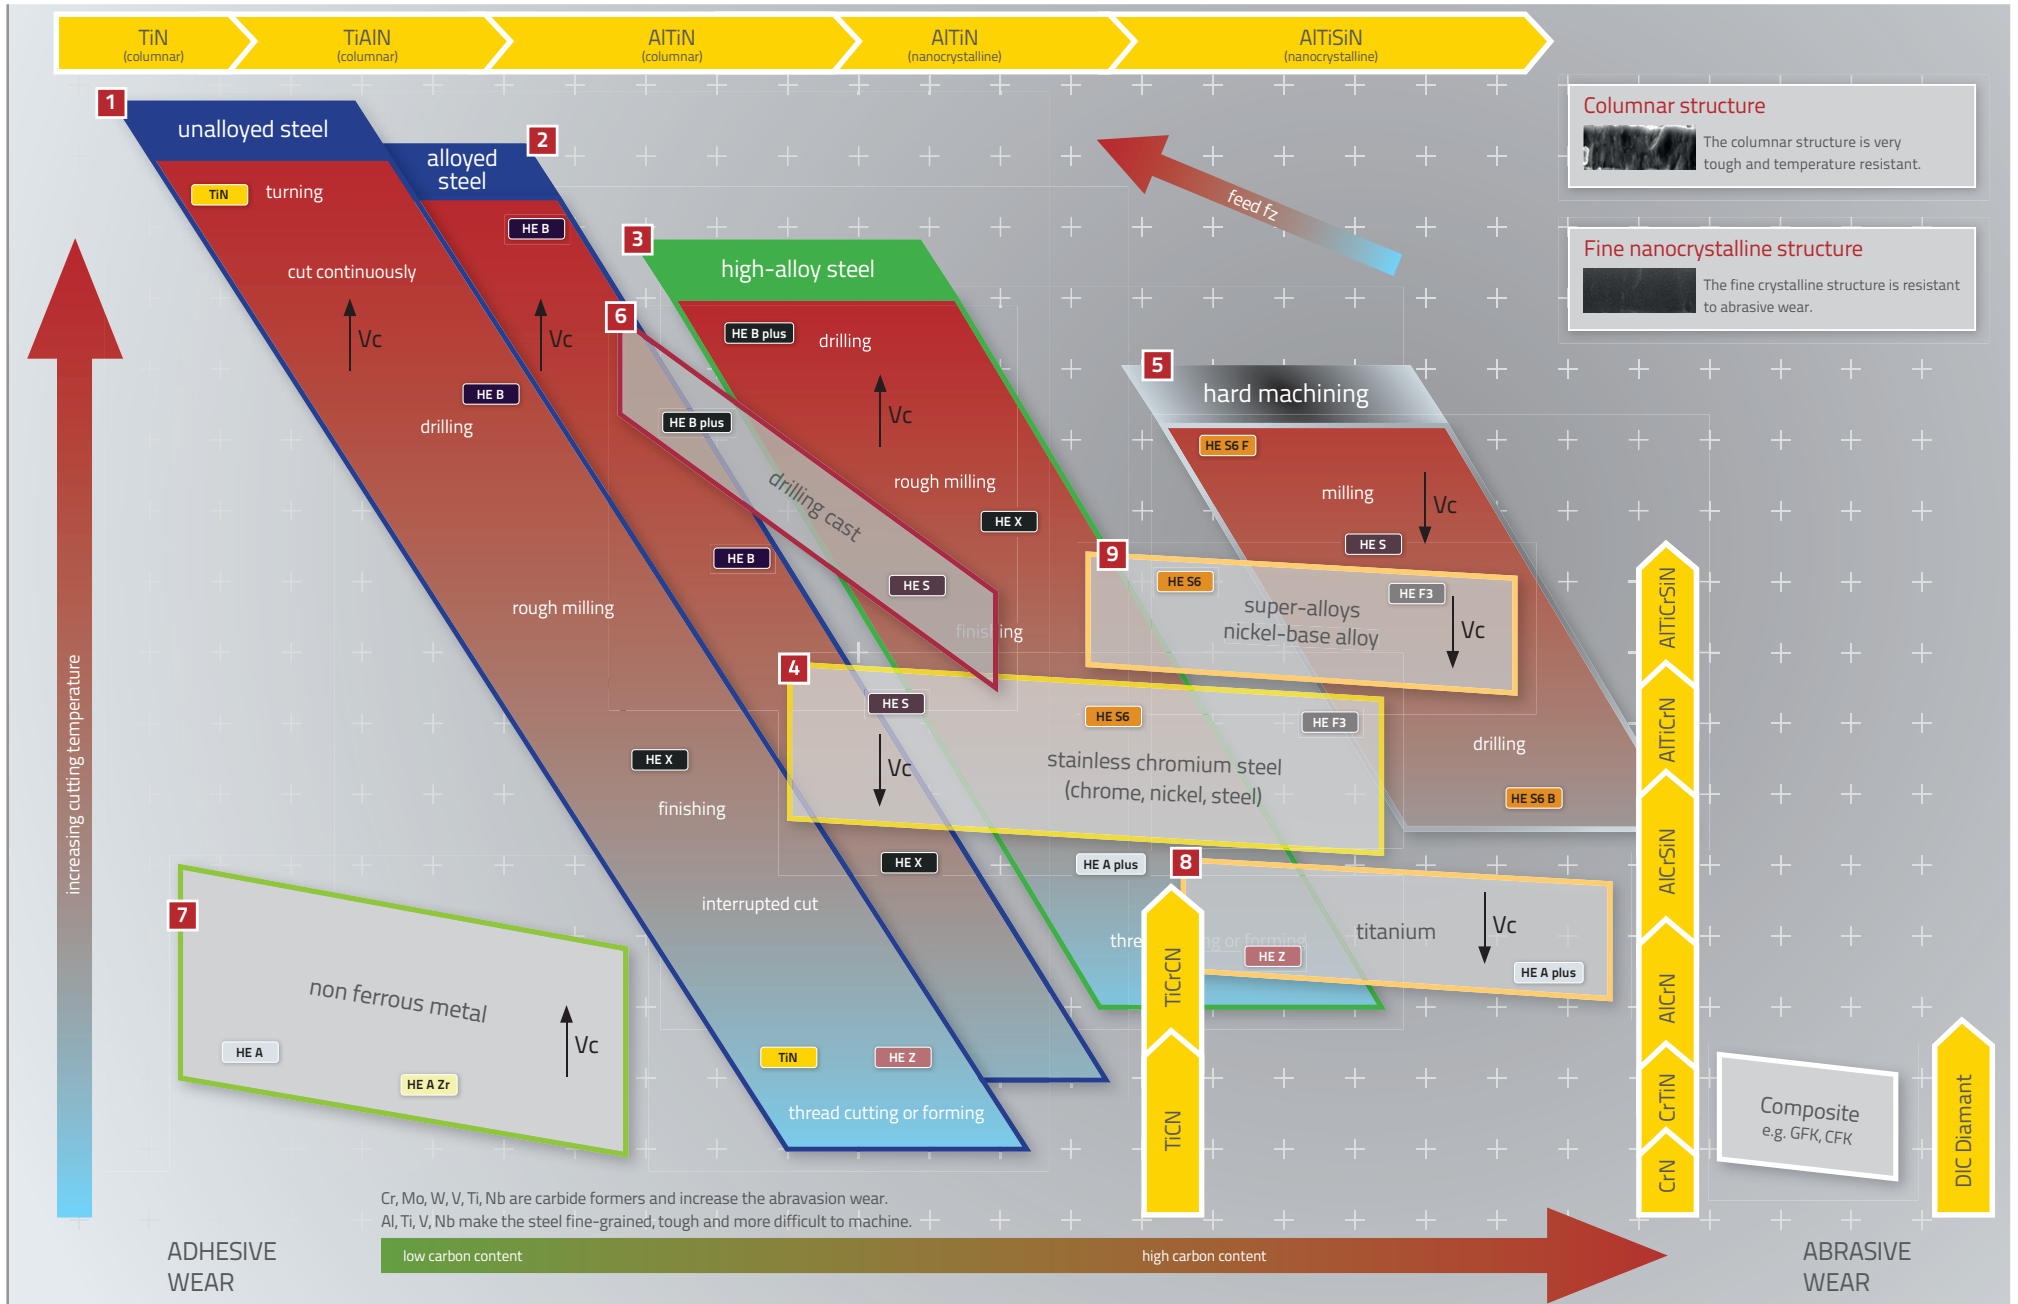 TiN
(columnar)
TiAlN
(columnar)
AlTiN
(columnar)
AlTiN
(nanocrystalline)
AlTiSiN
(nanocrystalline)
Columnar structure
The columnar structure is very
tough and temperature resistant.
Fine nanocrystalline structure
The fine crystalline structure is resistant
to abrasive wear.
feed fz
1
unalloyed steel
TiN
turning
cut continuously
Vc
HE B
drilling
rough milling
HE X
finishing
interrupted cut
TiN
HE Z
thread cutting or forming
2
alloyed
steel
HE B
Vc
HE B
HE X
3
high-alloy steel
HE B plus
drilling
Vc
rough milling
HE X
finishing
HE A plus
thre
ng or forming
6
HE B plus
drilling cast
HE S
5
hard machining
HE S6 F
milling
Vc
HE S
drilling
HE S6 B
9
HE S6
HE F3
super-alloys
nickel-base alloy
Vc
4
HE S
HE S6
HE F3
Vc
stainless chromium steel
(chrome, nickel, steel)
8
titanium
Vc
HE Z
HE A plus
7
non ferrous metal
HE A
HE A Zr
Vc
increasing cutting temperature
TiCrCN
TiCN
AlTiCrSiN
AlTiCrN
AlCrSiN
AlCrN
CrTiN
CrN
Composite
e.g. GFK, CFK
DIC Diamant
Cr, Mo, W, V, Ti, Nb are carbide formers and increase the abravasion wear.
Al, Ti, V, Nb make the steel fine-grained, tough and more difficult to machine.
ADHESIVE
WEAR
low carbon content
high carbon content
ABRASIVE
WEAR